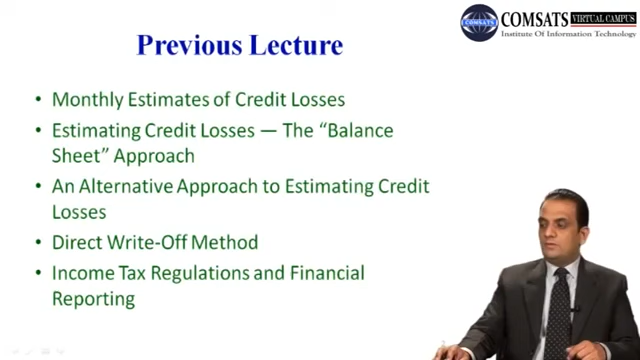 COMSATS VIRTUAL CAMPUS
Institute Of Information Technology
Previous Lecture
• Monthly Estimates of Credit Losses
• Estimating Credit Losses — The “Balance
Sheet” Approach
• An Alternative Approach to Estimating Credit
Losses
• Direct Write-Off Method
• Income Tax Regulations and Financial
Reporting